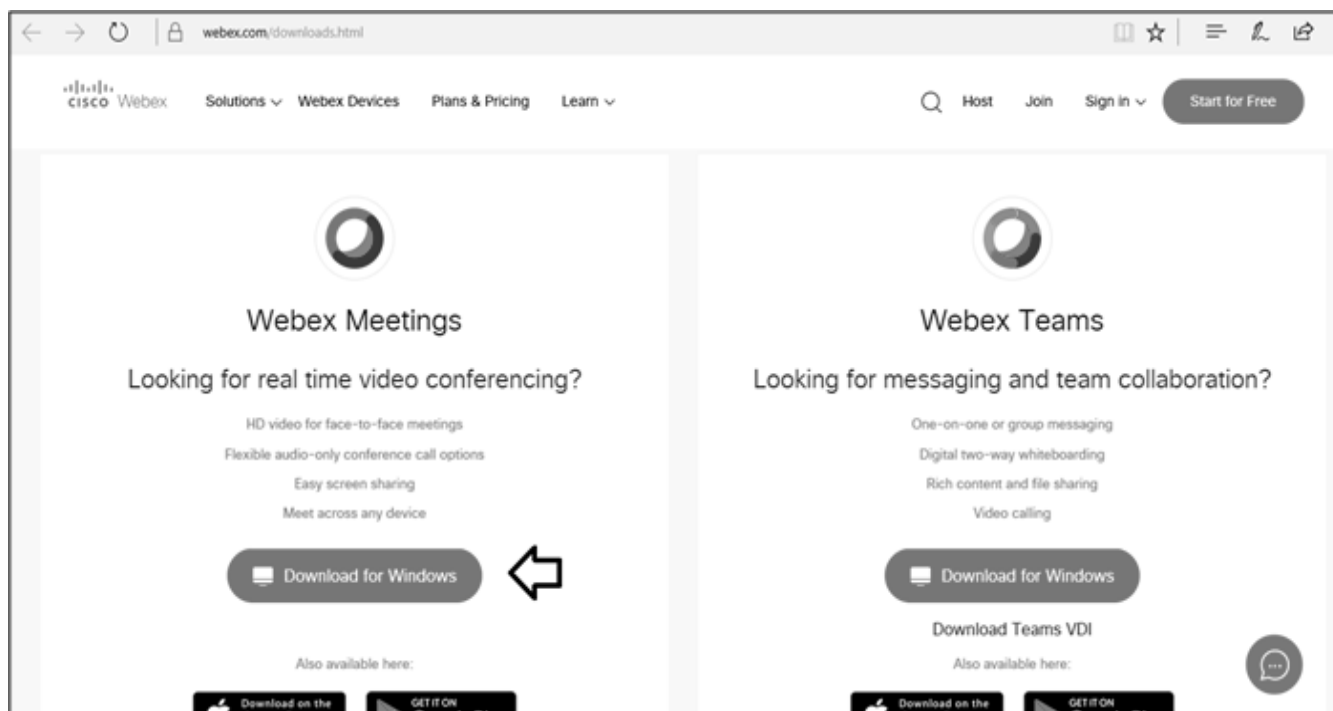 webex.com/downloads.html
CISCO Webex Solutions Webex Devices Plans & Pricing Learn Host Join Sign in Start for Free
Webex Meetings
Looking for real time video conferencing?
HD video for face-to-face meetings
Flexible audio-only conference call options
Easy screen sharing
Meet across any device
Download for Windows
Also available here:
Download on the
GET IT ON
Webex Teams
Looking for messaging and team collaboration?
One-on-one or group messaging
Digital two-way whiteboarding
Rich content and file sharing
Video calling
Download for Windows
Download Teams VDI
Also available here:
Download on the
GET IT ON